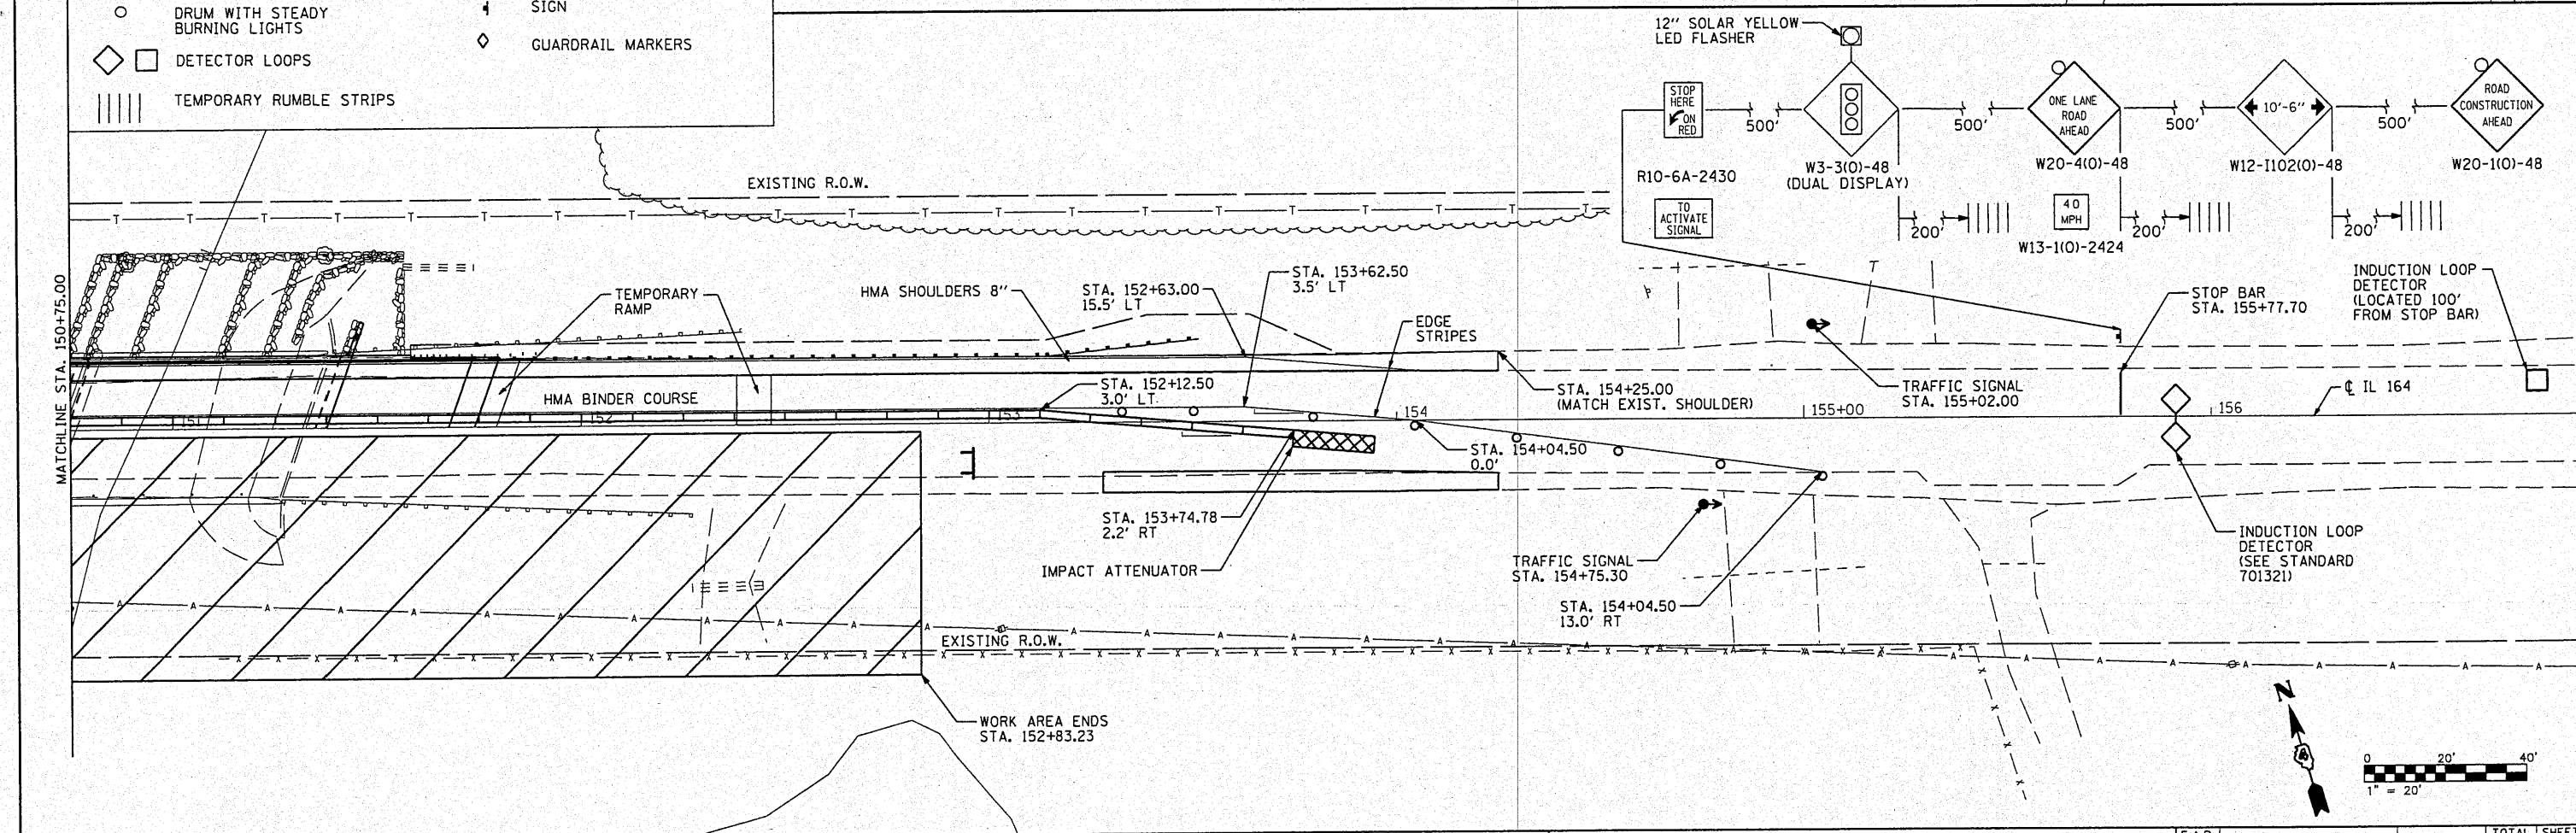 DRUM WITH STEADY
BURNING LIGHTS
SIGN
GUARDRAIL MARKERS
DETECTOR LOOPS
TEMPORARY RUMBLE STRIPS
12" SOLAR YELLOW
LED FLASHER
STOP
HERE
ON
RED
R10-6A-2430
TO
ACTIVATE
SIGNAL
500'
W3-3(O)-48
(DUAL DISPLAY)
200'
500'
ONE LANE
ROAD
AHEAD
W20-4(O)-48
40
MPH
W13-1(O)-2424
200'
500'
10'-6"
W12-I102(O)-48
200'
500'
ROAD
CONSTRUCTION
AHEAD
W20-1(O)-48
EXISTING R.O.W.
T T T T T T T T T T T T T T T T T T T T T
MATCHLINE STA. 150+75.00
TEMPORARY
RAMP
HMA SHOULDERS 8"
STA. 152+63.00
15.5' LT
STA. 153+62.50
3.5' LT
EDGE
STRIPES
T
STOP BAR
STA. 155+77.70
INDUCTION LOOP
DETECTOR
(LOCATED 100'
FROM STOP BAR)
HMA BINDER COURSE
STA. 152+12.50
3.0' LT
STA. 154+25.00
(MATCH EXIST. SHOULDER)
TRAFFIC SIGNAL
STA. 155+02.00
℄ IL 164
151
152
153
154
155+00
156
STA. 154+04.50
0.0'
STA. 153+74.78
2.2' RT
IMPACT ATTENUATOR
TRAFFIC SIGNAL
STA. 154+75.30
STA. 154+04.50
13.0' RT
INDUCTION LOOP
DETECTOR
(SEE STANDARD
701321)
EXISTING R.O.W.
WORK AREA ENDS
STA. 152+83.23
N
0 20' 40'
1" = 20'